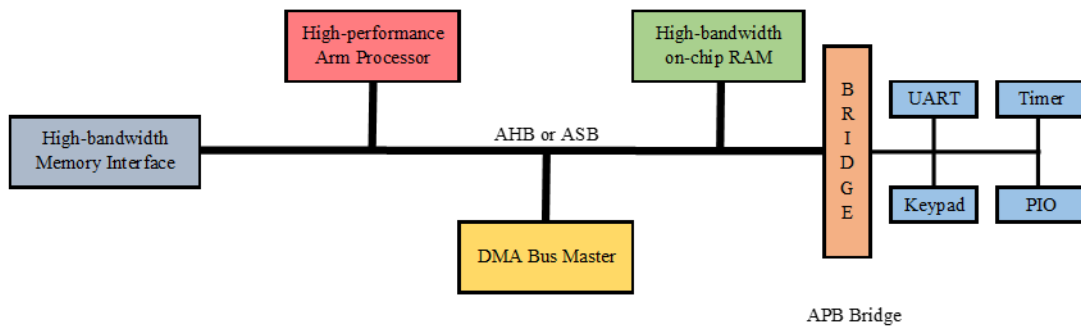 High-performance
Arm Processor
High-bandwidth
on-chip RAM
B
R
I
D
G
E
UART
Timer
High-bandwidth
Memory Interface
AHB or ASB
Keypad
PIO
DMA Bus Master
APB Bridge